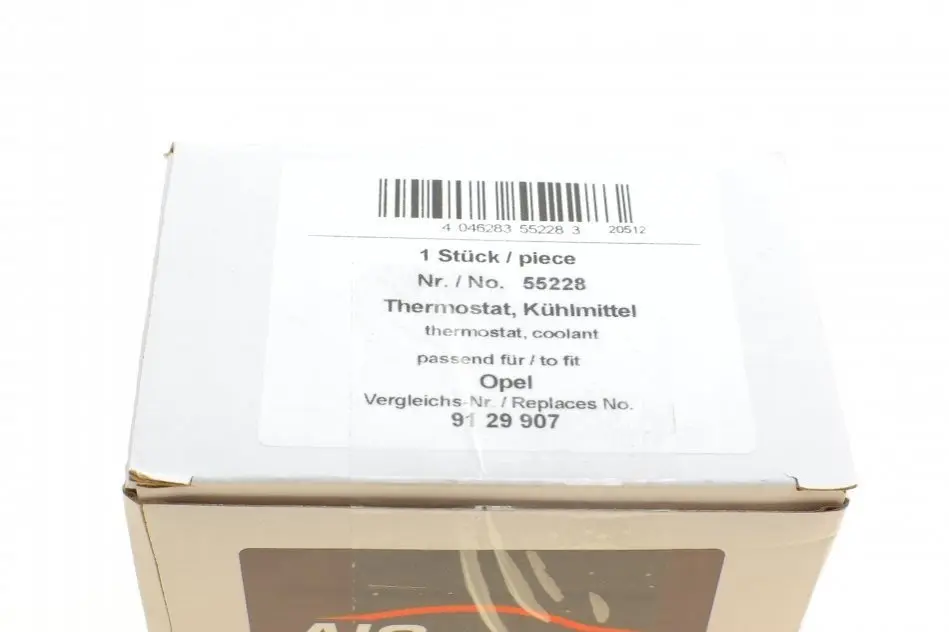 4 046283 55228 3 20512
1 Stück / piece
Nr. / No. 55228
Thermostat, Kühlmittel
thermostat, coolant
passend für / to fit
Opel
Vergleichs-Nr. / Replaces No.
91 29 907
AIC